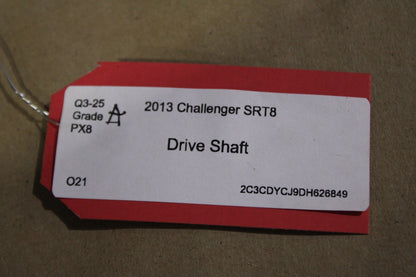 Q3-25
Grade A
PX8
2013 Challenger SRT8
Drive Shaft
O21
2C3CDYCJ9DH626849